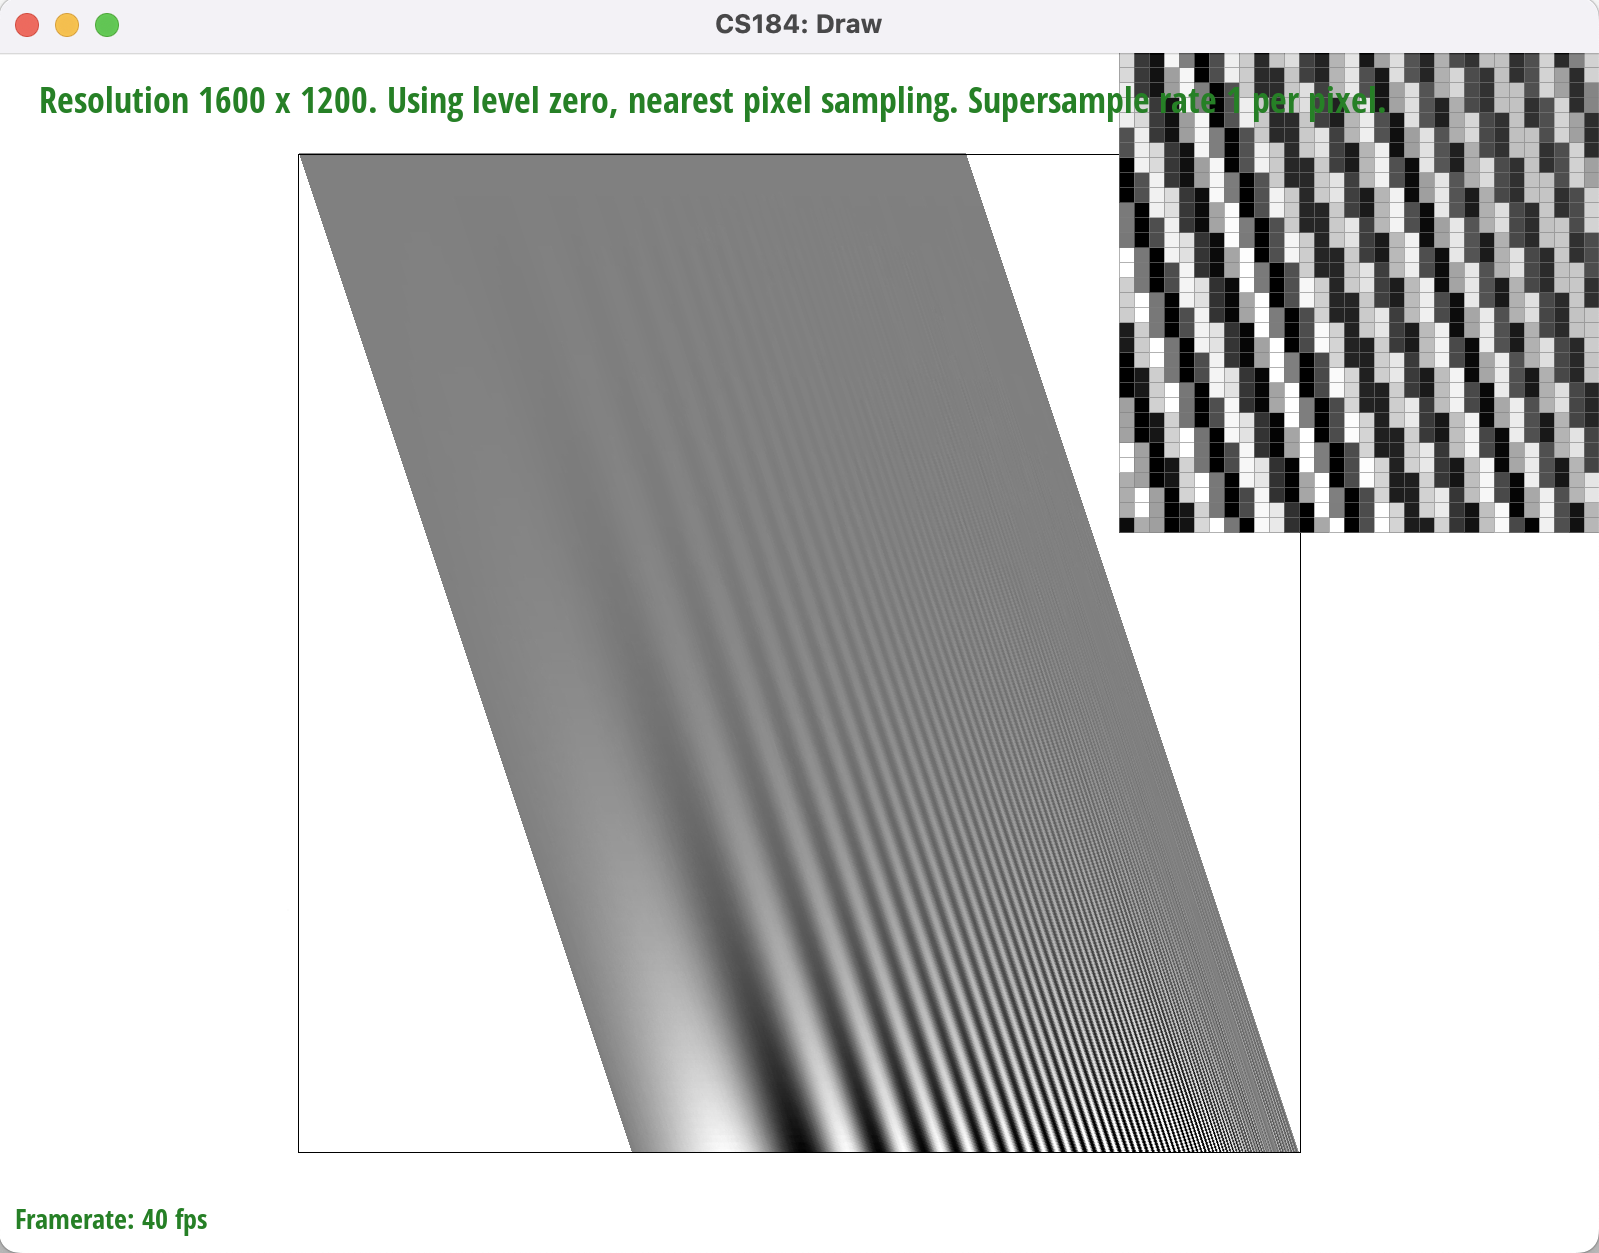 CS184: Draw
Resolution 1600 x 1200. Using level zero, nearest pixel sampling. Supersample rate 1 per pixel.
Framerate: 40 fps